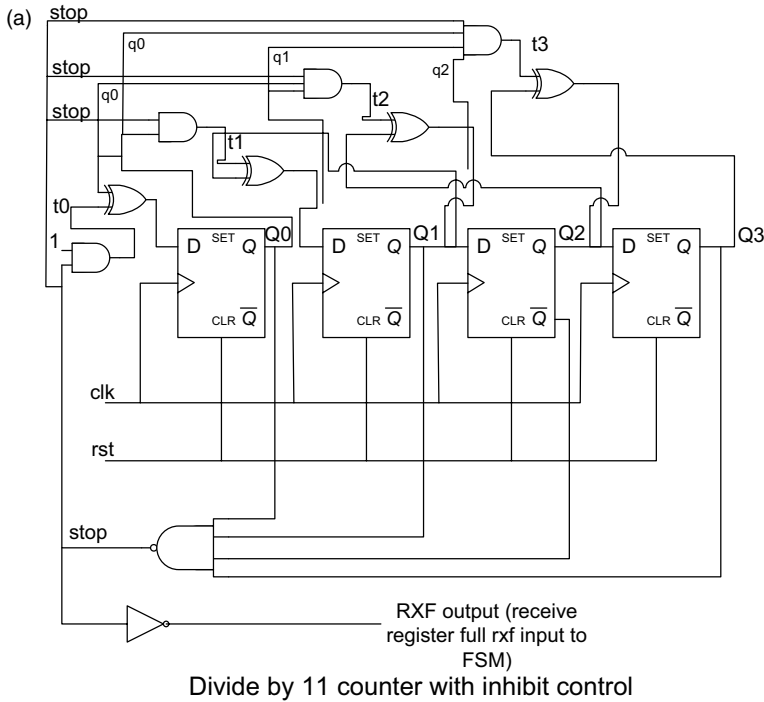 (a)
stop
q0
q1
t3
q2
stop
q0
t2
stop
t1
t0
1
D SET Q
CLR Q
Q0
D SET Q
CLR Q
Q1
D SET Q
CLR Q
Q2
D SET Q
CLR Q
Q3
clk
rst
stop
RXF output (receive
register full rxf input to
FSM)
Divide by 11 counter with inhibit control